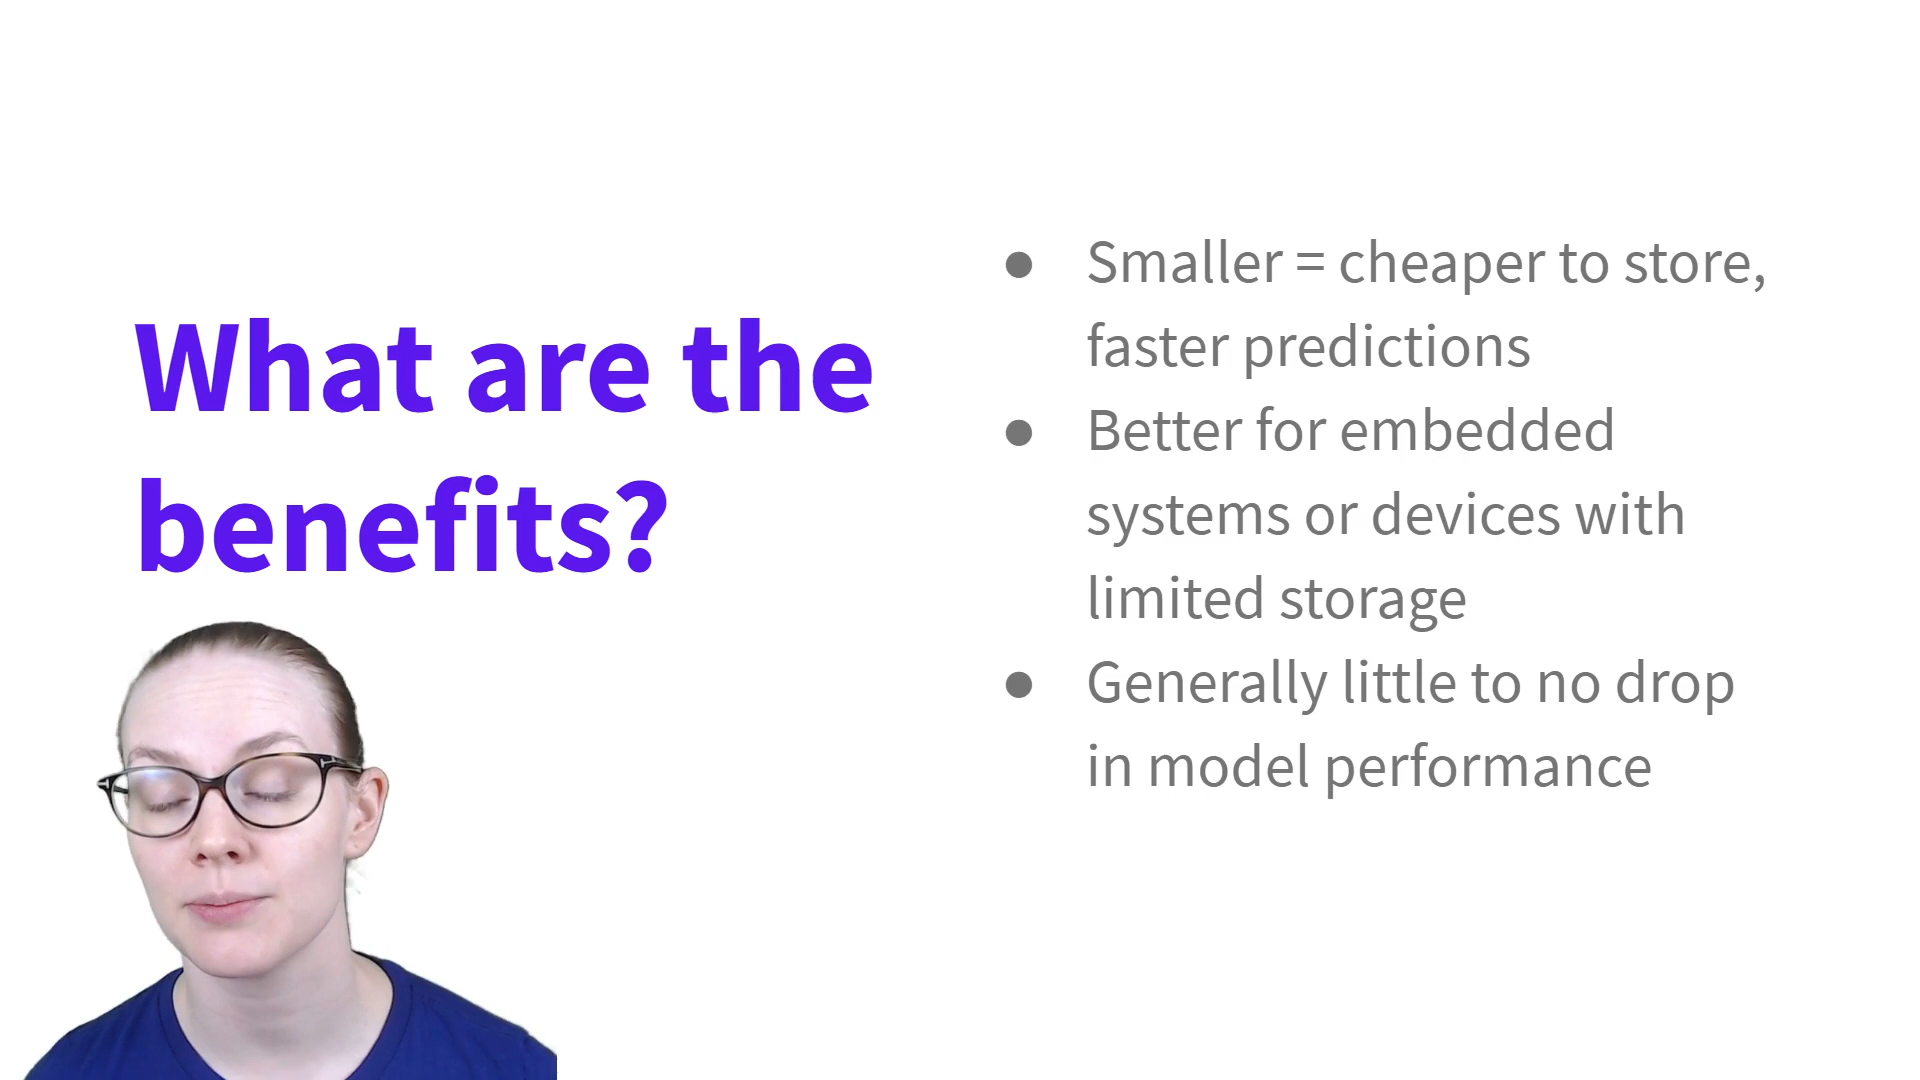 What are the
benefits?
● Smaller = cheaper to store,
faster predictions
● Better for embedded
systems or devices with
limited storage
● Generally little to no drop
in model performance